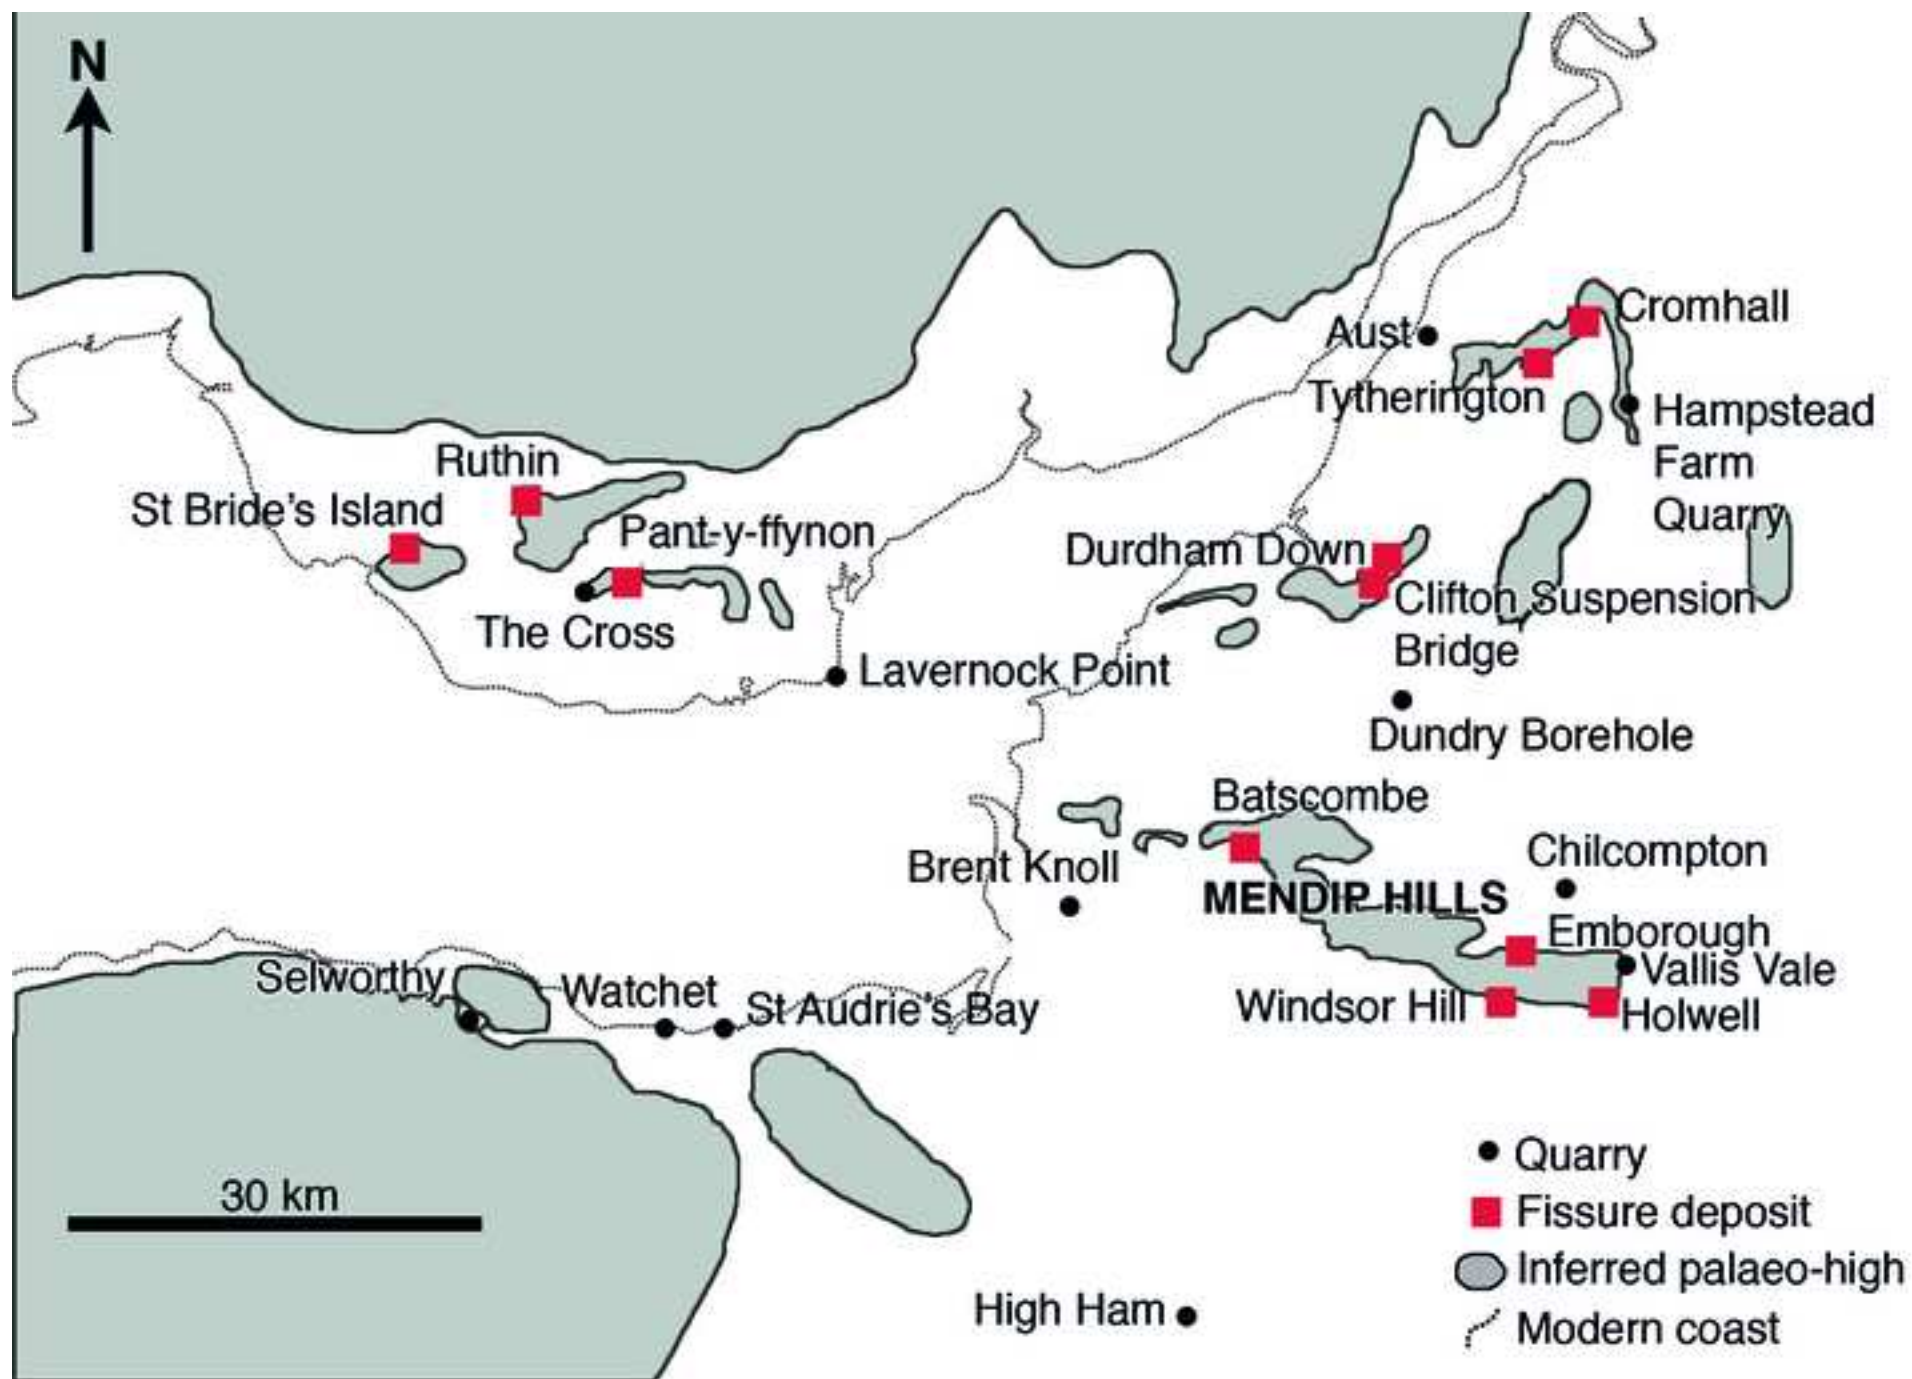 N
Cromhall
Aust
Tytherington
Hampstead
Farm
Quarry
Ruthin
St Bride's Island
Pant-y-ffynon
The Cross
Durdham Down
Clifton Suspension
Bridge
Lavernock Point
Dundry Borehole
Batscombe
Brent Knoll
Chilcompton
MENDIP HILLS
Emborough
Vallis Vale
Selworthy
Watchet
St Audrie's Bay
Windsor Hill
Holwell
30 km
High Ham
Quarry
Fissure deposit
Inferred palaeo-high
Modern coast